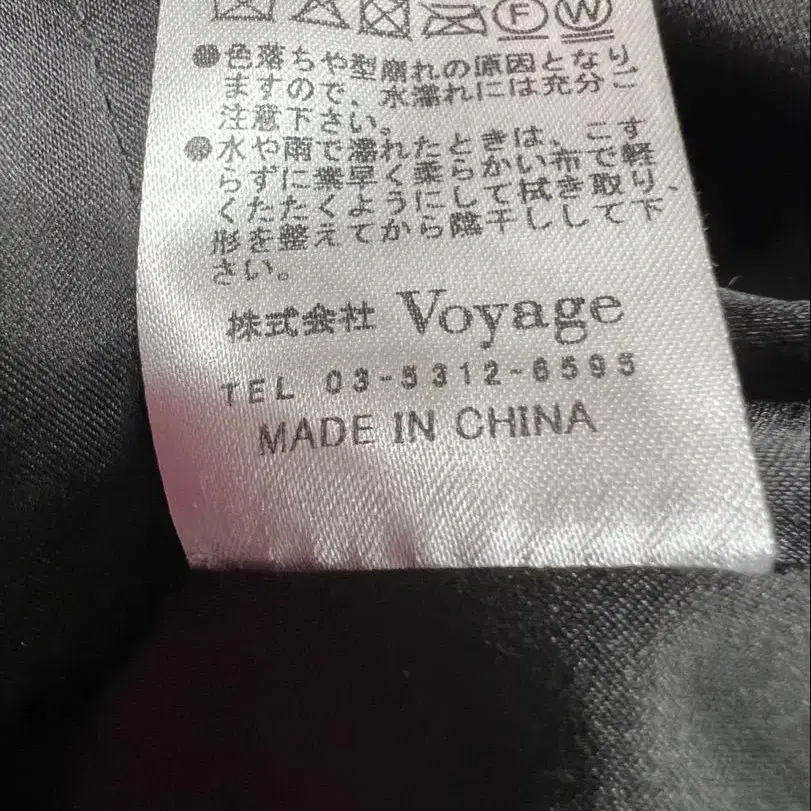 F W
●色落ちや型崩れの原因となり
ますので、水濡れには充分ご
注意下さい。
●水や雨で濡れたときは、こす
らずに素早く柔らかい布で軽
くたたくようにして拭き取り、
形を整えてから陰干しして下
さい。
株式会社 Voyage
TEL 03-5312-6595
MADE IN CHINA